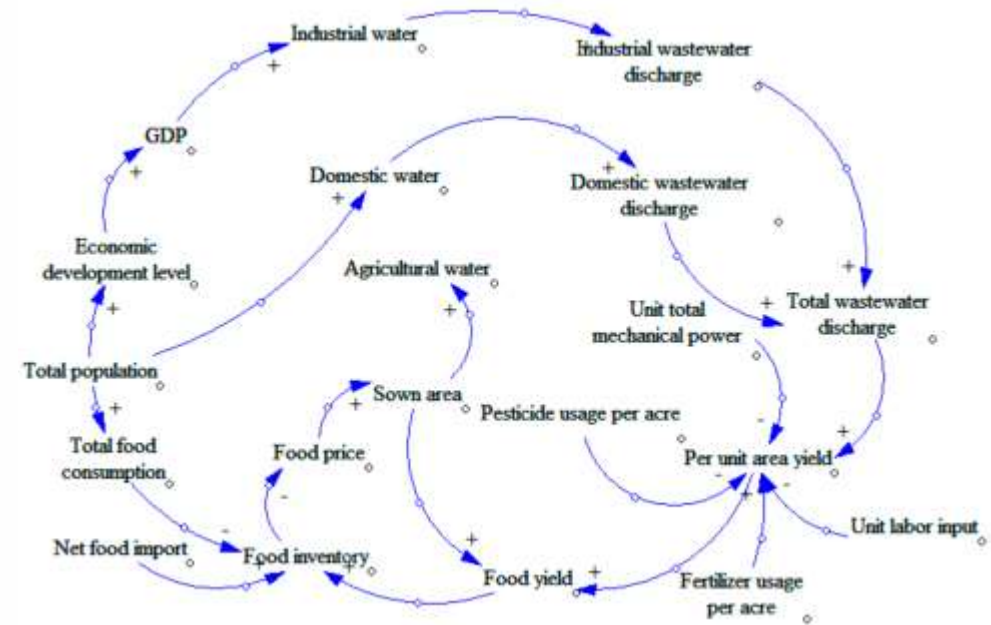 Industrial water
Industrial wastewater
discharge
GDP
Domestic water
Domestic wastewater
discharge
Economic
development level
Agricultural water
Unit total
mechanical power
Total wastewater
discharge
Total population
Sown area
Pesticide usage per acre
Total food
consumption
Food price
Per unit area yield
Unit labor input
Net food import
Food inventory
Food yield
Fertilizer usage
per acre
+
+
+
+
+
+
+
+
+
+
-
+
-
-
-
+
-
+
+
+
+